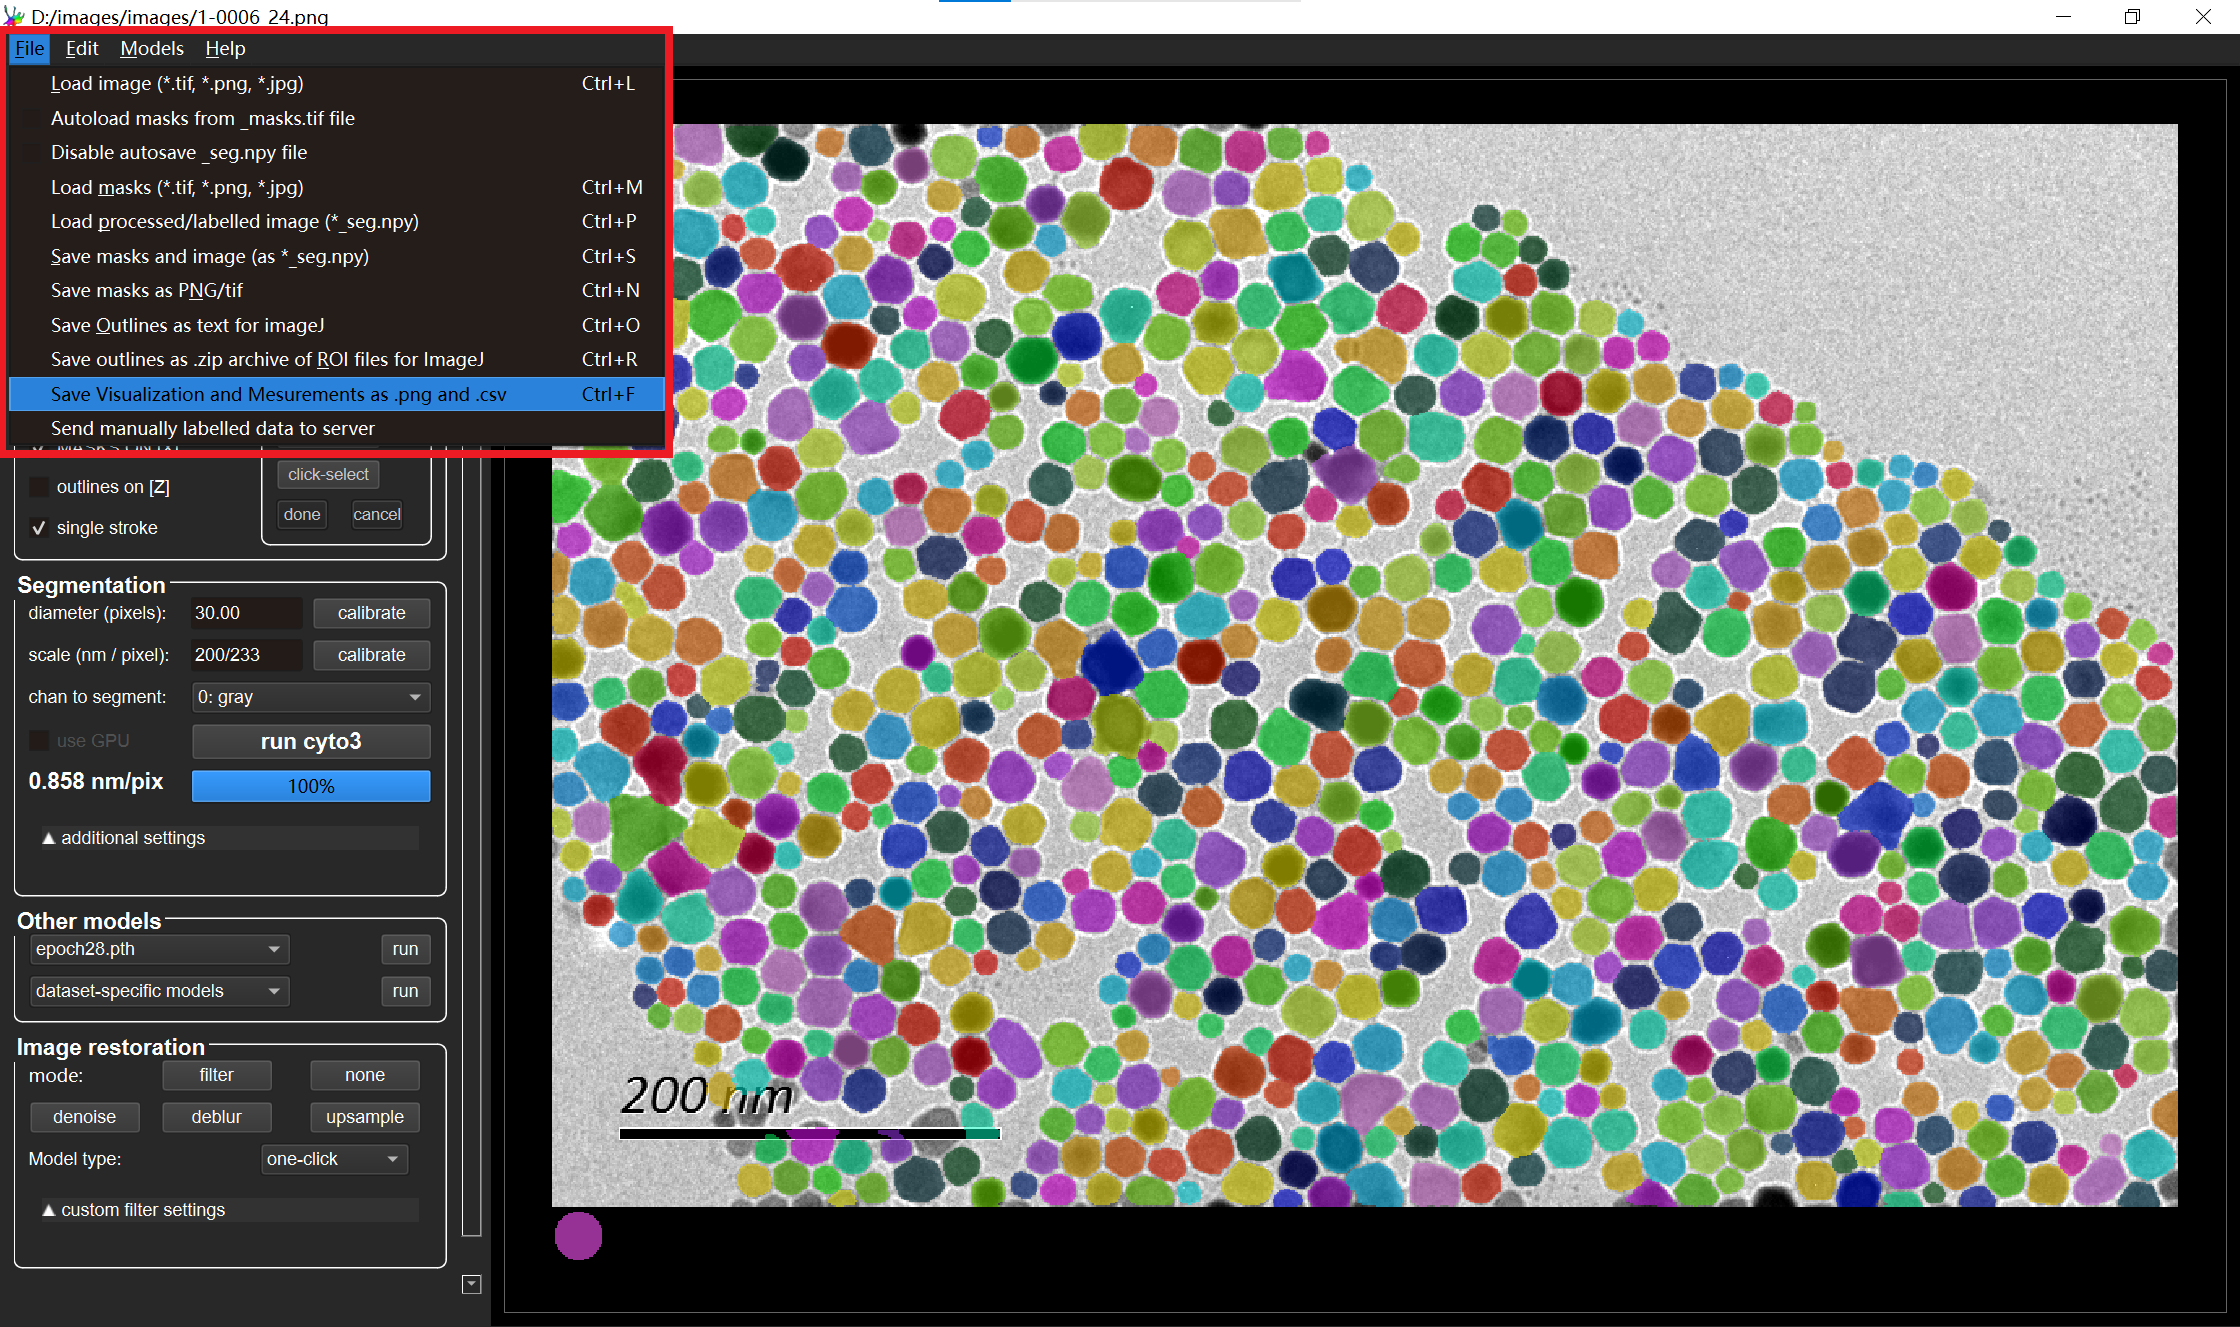 D:/images/images/1-0006_24.png
File Edit Models Help
Load image (*.tif, *.png, *.jpg) Ctrl+L
Autoload masks from _masks.tif file
Disable autosave _seg.npy file
Load masks (*.tif, *.png, *.jpg) Ctrl+M
Load processed/labelled image (*_seg.npy) Ctrl+P
Save masks and image (as *_seg.npy) Ctrl+S
Save masks as PNG/tif Ctrl+N
Save Outlines as text for imageJ Ctrl+O
Save outlines as .zip archive of ROI files for ImageJ Ctrl+R
Save Visualization and Mesurements as .png and .csv Ctrl+F
Send manually labelled data to server
click-select
outlines on [Z]
done cancel
single stroke
Segmentation
diameter (pixels): 30.00 calibrate
scale (nm / pixel): 200/233 calibrate
chan to segment: 0: gray
use GPU run cyto3
0.858 nm/pix 100%
▲ additional settings
Other models
epoch28.pth run
dataset-specific models run
Image restoration
mode: filter none
denoise deblur upsample
Model type: one-click
▲ custom filter settings
200 nm